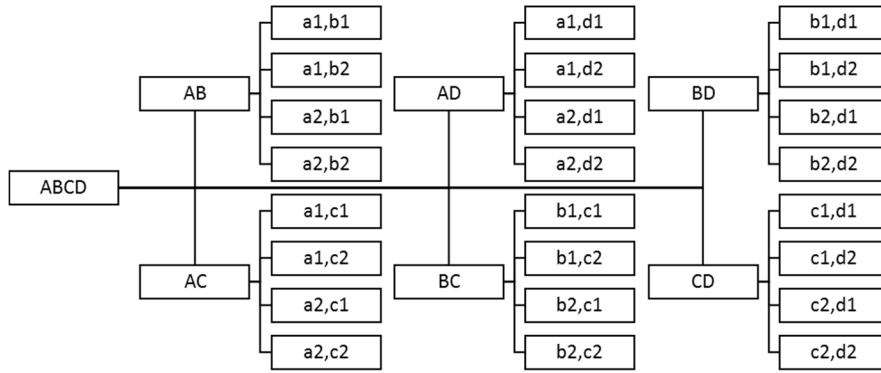 ABCD
AB
a1,b1
a1,b2
a2,b1
a2,b2
AC
a1,c1
a1,c2
a2,c1
a2,c2
AD
a1,d1
a1,d2
a2,d1
a2,d2
BC
b1,c1
b1,c2
b2,c1
b2,c2
BD
b1,d1
b1,d2
b2,d1
b2,d2
CD
c1,d1
c1,d2
c2,d1
c2,d2